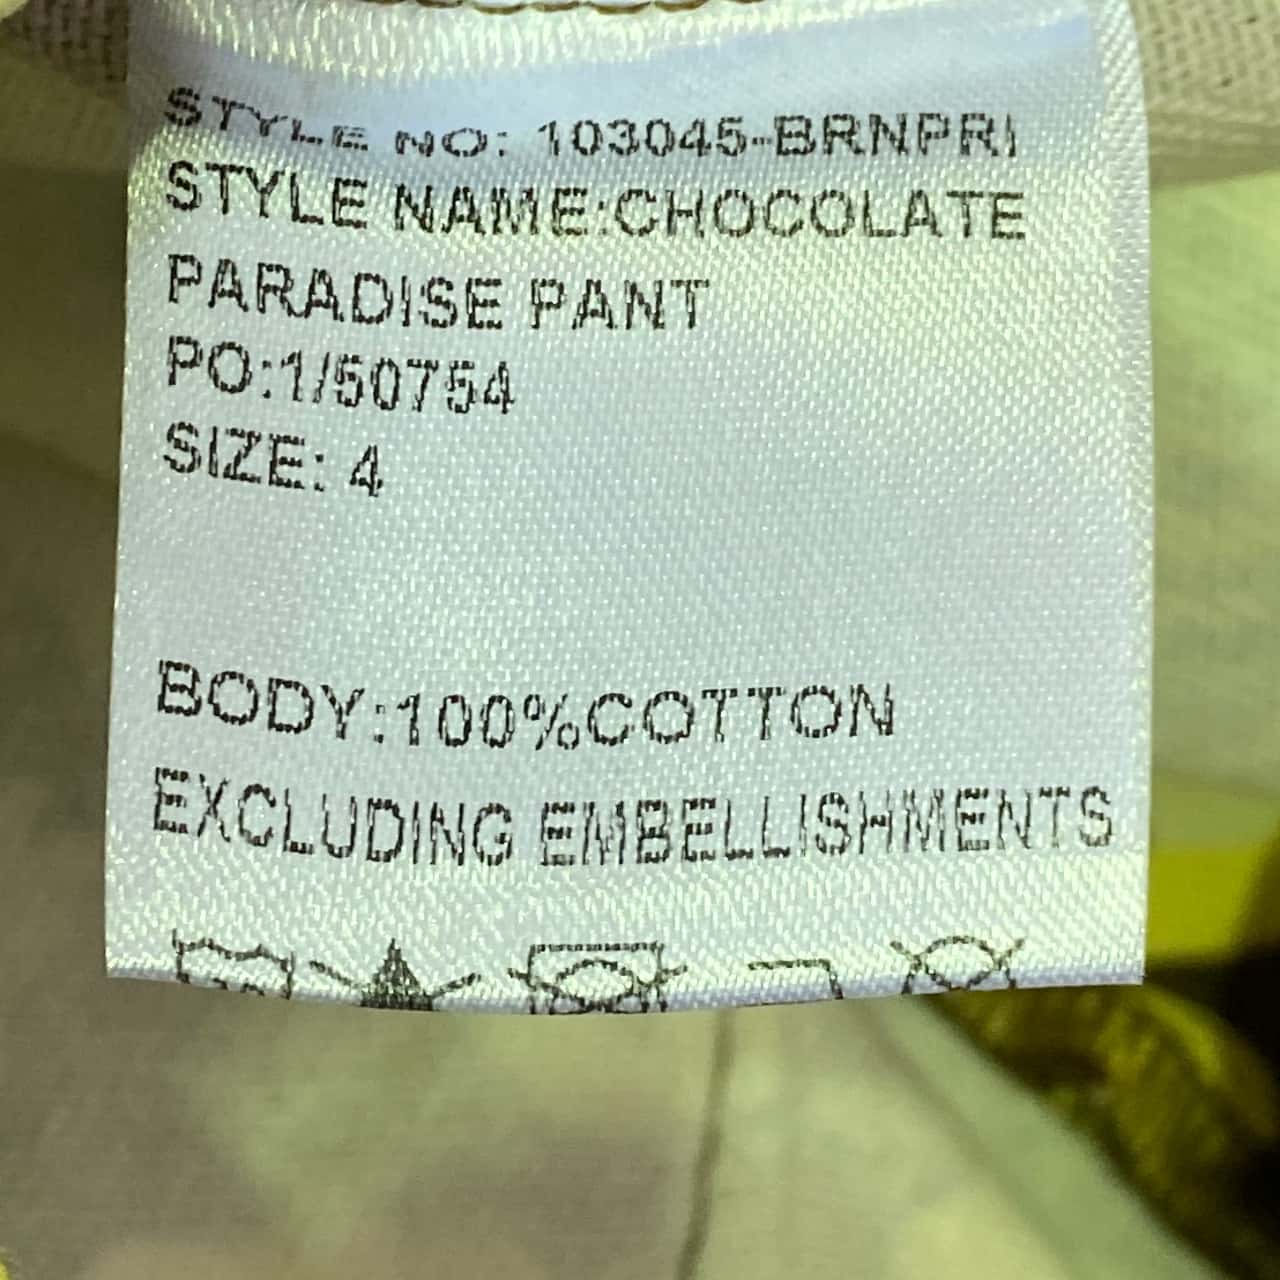 STYLE NO: 103045-BRNPRI
STYLE NAME:CHOCOLATE
PARADISE PANT
PO:1/50754
SIZE: 4
BODY:100%COTTON
EXCLUDING EMBELLISHMENTS